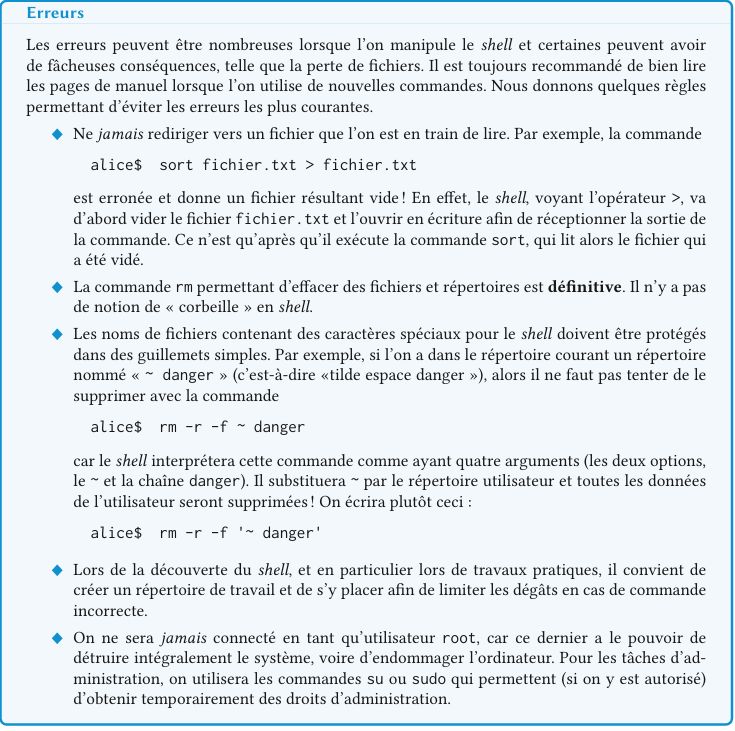 Erreurs
Les erreurs peuvent être nombreuses lorsque l'on manipule le shell et certaines peuvent avoir
de fâcheuses conséquences, telle que la perte de fichiers. Il est toujours recommandé de bien lire
les pages de manuel lorsque l'on utilise de nouvelles commandes. Nous donnons quelques règles
permettant d'éviter les erreurs les plus courantes.
◆ Ne jamais rediriger vers un fichier que l'on est en train de lire. Par exemple, la commande
alice$ sort fichier.txt > fichier.txt
est erronée et donne un fichier résultant vide ! En effet, le shell, voyant l'opérateur >, va
d'abord vider le fichier fichier.txt et l'ouvrir en écriture afin de réceptionner la sortie de
la commande. Ce n'est qu'après qu'il exécute la commande sort, qui lit alors le fichier qui
a été vidé.
◆ La commande rm permettant d'effacer des fichiers et répertoires est définitive. Il n'y a pas
de notion de « corbeille » en shell.
◆ Les noms de fichiers contenant des caractères spéciaux pour le shell doivent être protégés
dans des guillemets simples. Par exemple, si l'on a dans le répertoire courant un répertoire
nommé « ~ danger » (c'est-à-dire «tilde espace danger »), alors il ne faut pas tenter de le
supprimer avec la commande
alice$ rm -r -f ~ danger
car le shell interprétera cette commande comme ayant quatre arguments (les deux options,
le ~ et la chaîne danger). Il substituera ~ par le répertoire utilisateur et toutes les données
de l'utilisateur seront supprimées ! On écrira plutôt ceci :
alice$ rm -r -f '~ danger'
◆ Lors de la découverte du shell, et en particulier lors de travaux pratiques, il convient de
créer un répertoire de travail et de s'y placer afin de limiter les dégâts en cas de commande
incorrecte.
◆ On ne sera jamais connecté en tant qu'utilisateur root, car ce dernier a le pouvoir de
détruire intégralement le système, voire d'endommager l'ordinateur. Pour les tâches d'ad-
ministration, on utilisera les commandes su ou sudo qui permettent (si on y est autorisé)
d'obtenir temporairement des droits d'administration.